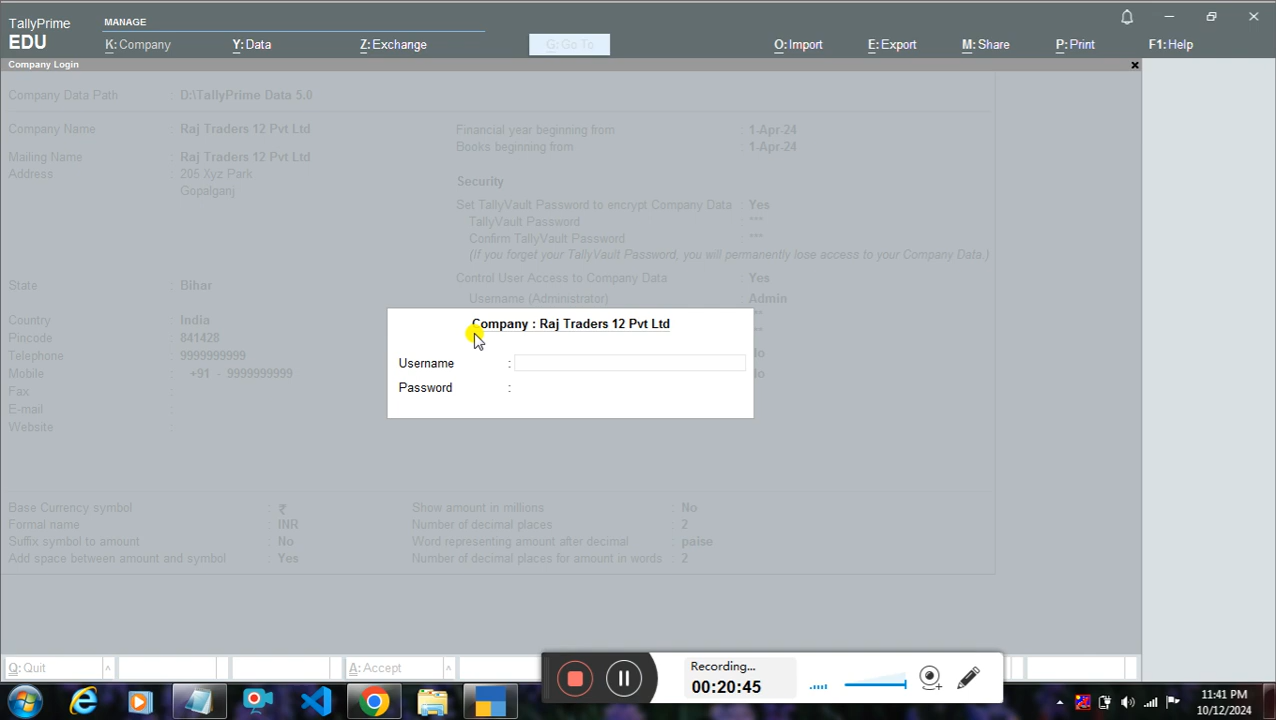 TallyPrime
EDU
MANAGE
K:Company
Y:Data
Z:Exchange
G:Go To
O:Import
E:Export
M:Share
P:Print
F1:Help
Company Login
Company Data Path : D:\TallyPrime Data 5.0
Company Name : Raj Traders 12 Pvt Ltd
Mailing Name : Raj Traders 12 Pvt Ltd
Address : 205 Xyz Park
Gopalganj
State : Bihar
Country : India
Pincode : 841428
Telephone : 9999999999
Mobile : +91 - 9999999999
Fax :
E-mail :
Website :
Financial year beginning from : 1-Apr-24
Books beginning from : 1-Apr-24
Security
Set TallyVault Password to encrypt Company Data : Yes
TallyVault Password : ***
Confirm TallyVault Password : ***
(If you forget your TallyVault Password, you will permanently lose access to your Company Data.)
Control User Access to Company Data : Yes
Username (Administrator) : Admin
Company : Raj Traders 12 Pvt Ltd
Username :
Password :
Base Currency symbol : ₹
Formal name : INR
Suffix symbol to amount : No
Add space between amount and symbol : Yes
Show amount in millions : No
Number of decimal places : 2
Word representing amount after decimal : paise
Number of decimal places for amount in words : 2
Q:Quit
A:Accept
Recording...
00:20:45
11:41 PM
10/12/2024